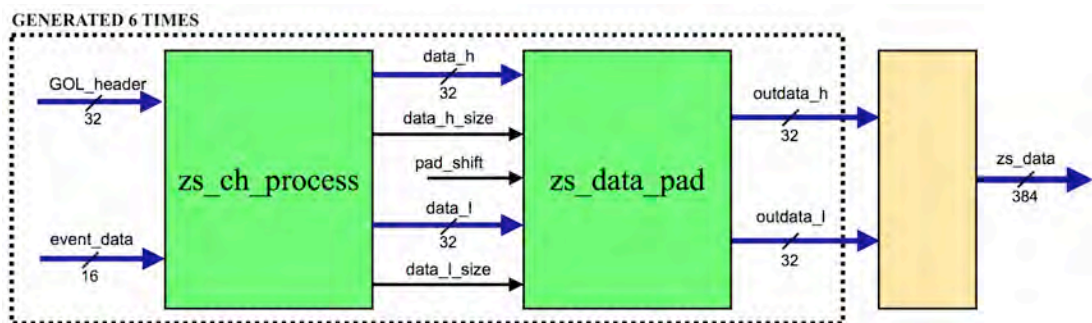 GENERATED 6 TIMES
GOL_header
32
event_data
16
zs_ch_process
data_h
32
data_h_size
pad_shift
data_l
32
data_l_size
zs_data_pad
outdata_h
32
outdata_l
32
zs_data
384